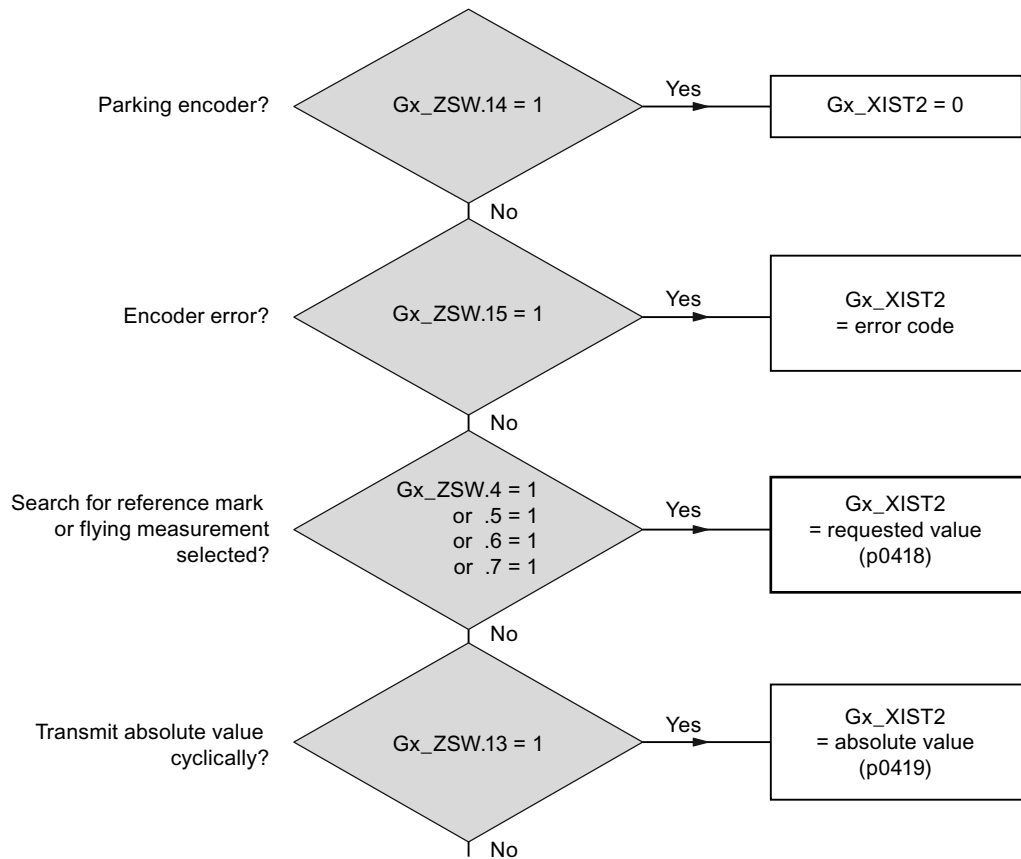 Parking encoder?
Gx_ZSW.14 = 1
Yes
Gx_XIST2 = 0
No
Encoder error?
Gx_ZSW.15 = 1
Yes
Gx_XIST2
= error code
No
Search for reference mark
or flying measurement
selected?
Gx_ZSW.4 = 1
or .5 = 1
or .6 = 1
or .7 = 1
Yes
Gx_XIST2
= requested value
(p0418)
No
Transmit absolute value
cyclically?
Gx_ZSW.13 = 1
Yes
Gx_XIST2
= absolute value
(p0419)
No